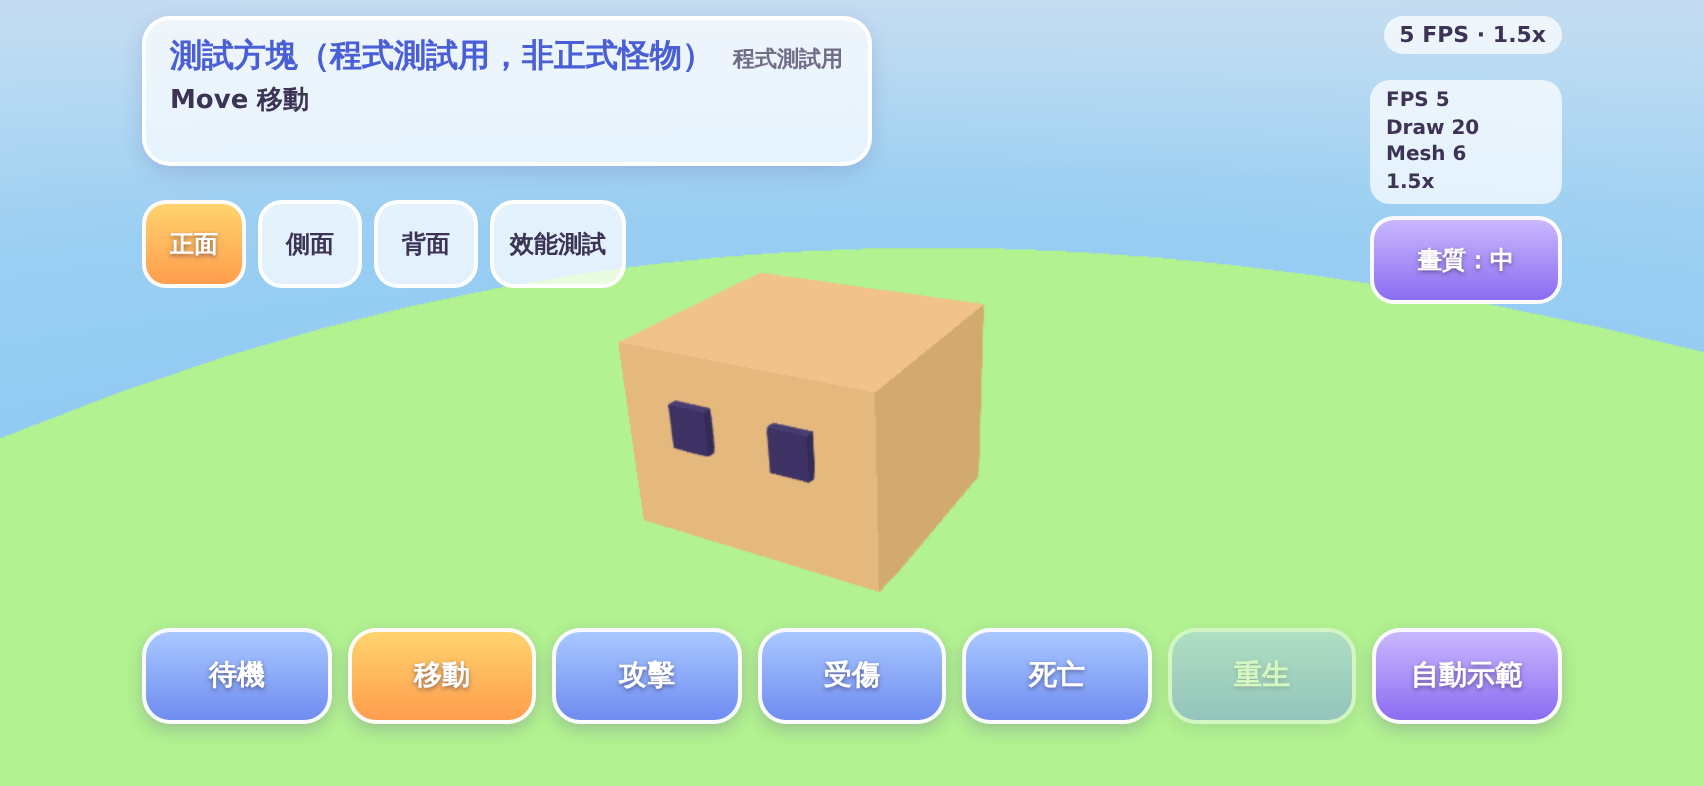 測試方塊（程式測試用，非正式怪物） 程式測試用
Move 移動
5 FPS · 1.5x
FPS 5
Draw 20
Mesh 6
1.5x
正面
側面
背面
效能測試
畫質：中
待機
移動
攻擊
受傷
死亡
重生
自動示範